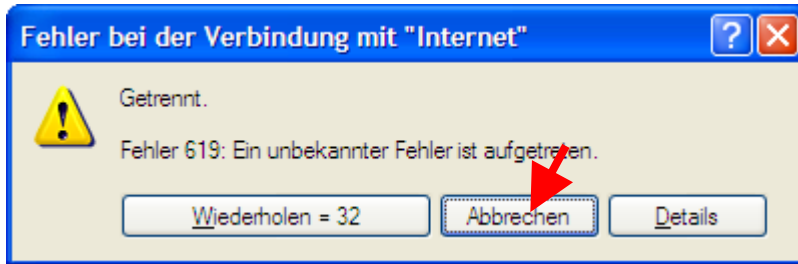 Fehler bei der Verbindung mit "Internet"
Getrennt.
Fehler 619: Ein unbekannter Fehler ist aufgetreten.
Wiederholen = 32 Abbrechen Details